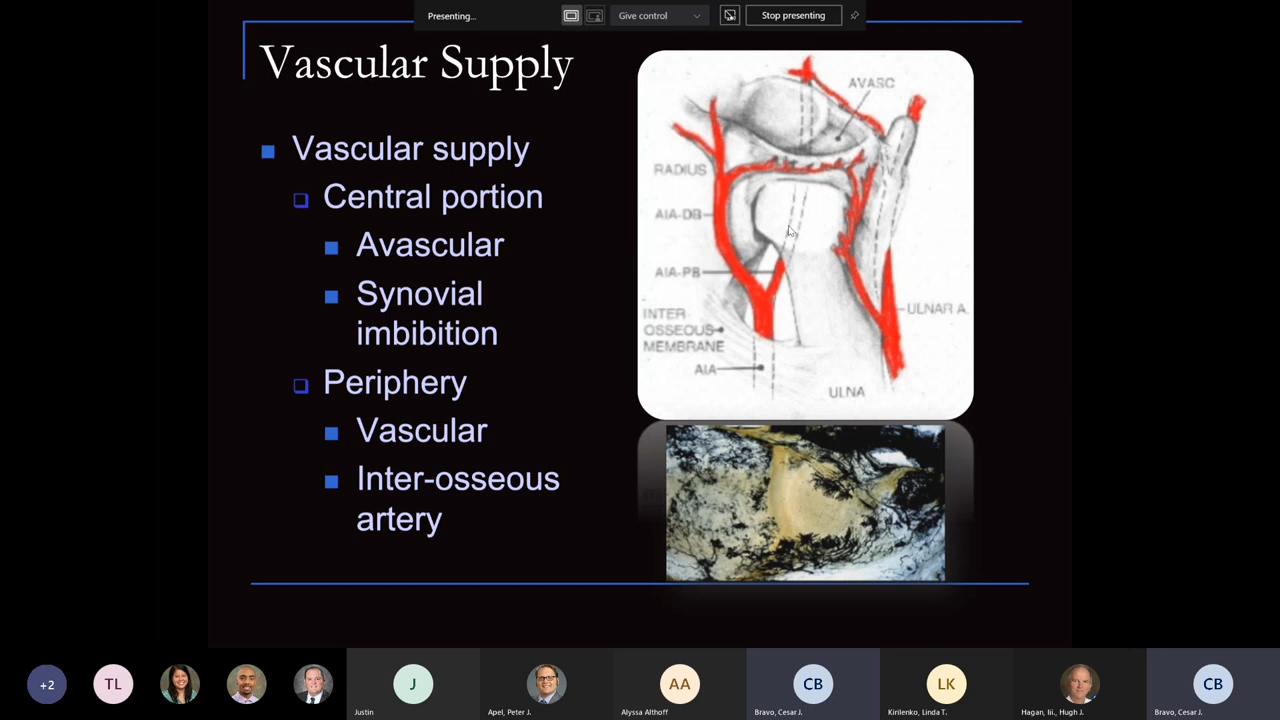 Presenting...
Give control
Stop presenting
Vascular Supply
Vascular supply
Central portion
Avascular
Synovial
imbibition
Periphery
Vascular
Inter-osseous
artery
AVASC
RADIUS
AIA-DB
AIA-PB
INTER-
OSSEOUS
MEMBRANE
AIA
ULNAR A.
ULNA
+2
TL
J
AA
CB
LK
CB
Justin
Apel, Peter J.
Alyssa Althoff
Bravo, Cesar J.
Kirilenko, Linda T.
Hagan, Iii., Hugh J.
Bravo, Cesar J.